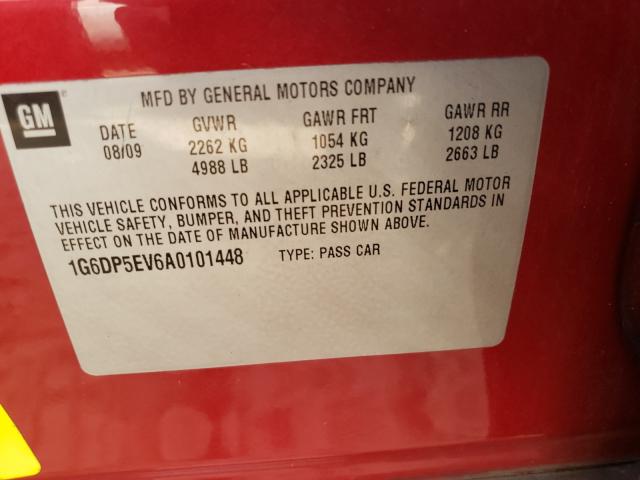 GM
MFD BY GENERAL MOTORS COMPANY
DATE GVWR GAWR FRT GAWR RR
08/09 2262 KG 1054 KG 1208 KG
4988 LB 2325 LB 2663 LB
THIS VEHICLE CONFORMS TO ALL APPLICABLE U.S. FEDERAL MOTOR
VEHICLE SAFETY, BUMPER, AND THEFT PREVENTION STANDARDS IN
EFFECT ON THE DATE OF MANUFACTURE SHOWN ABOVE.
1G6DP5EV6A0101448 TYPE: PASS CAR